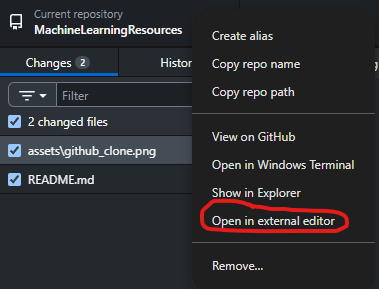 Current repository
MachineLearningResources
Changes 2
Filter
2 changed files
assets\github_clone.png
README.md
Create alias
Copy repo name
Copy repo path
View on GitHub
Open in Windows Terminal
Show in Explorer
Open in external editor
Remove...